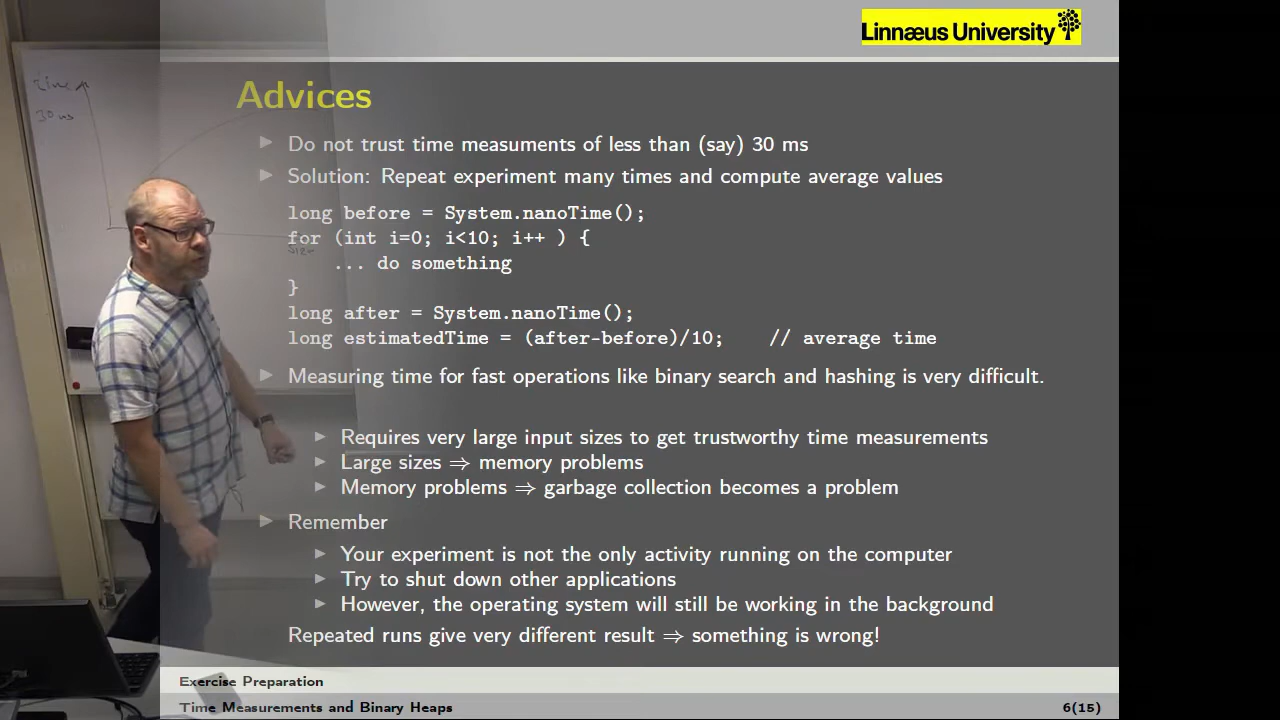 Linnæus University
time
30 ms
Advices
Do not trust time measuments of less than (say) 30 ms
Solution: Repeat experiment many times and compute average values
long before = System.nanoTime();
for (int i=0; i<10; i++ ) {
size
... do something
}
long after = System.nanoTime();
long estimatedTime = (after-before)/10; // average time
Measuring time for fast operations like binary search and hashing is very difficult.
Requires very large input sizes to get trustworthy time measurements
Large sizes ⇒ memory problems
Memory problems ⇒ garbage collection becomes a problem
Remember
Your experiment is not the only activity running on the computer
Try to shut down other applications
However, the operating system will still be working in the background
Repeated runs give very different result ⇒ something is wrong!
Exercise Preparation
Time Measurements and Binary Heaps
6(15)